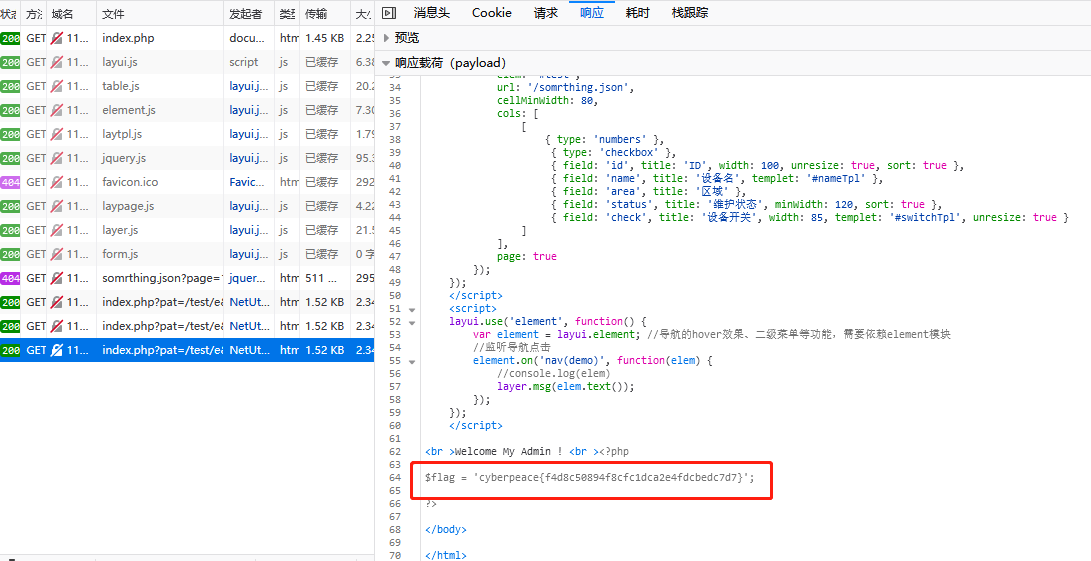 状态 方法 域名 文件 发起者 类型 传输 大小 消息头 Cookie 请求 响应 耗时 栈跟踪
200 GET 11... index.php docu... htn 1.45 KB 2.25
200 GET 11... layui.js script js 已缓存 6.38
200 GET 11... table.js layui.j... js 已缓存 20.2
200 GET 11... element.js layui.j... js 已缓存 7.30
200 GET 11... laytpl.js layui.j... js 已缓存 1.79
200 GET 11... jquery.js layui.j... js 已缓存 95.3
404 GET 11... favicon.ico Favic... htn 已缓存 292
200 GET 11... laypage.js layui.j... js 已缓存 4.22
200 GET 11... layer.js layui.j... js 已缓存 21.5
200 GET 11... form.js layui.j... js 已缓存 0 字
404 GET 11... somrthing.json?page=1 jquer... htn 511 ... 295
200 GET 11... index.php?pat=/test/e& NetUt... htn 1.52 KB 2.34
200 GET 11... index.php?pat=/test/e& NetUt... htn 1.52 KB 2.34
200 GET 11... index.php?pat=/test/e& NetUt... htn 1.52 KB 2.34
预览
响应载荷（payload）
33 elem: '#test',
34 url: '/somrthing.json',
35 cellMinWidth: 80,
36 cols: [
37 [
38 { type: 'numbers' },
39 { type: 'checkbox' },
40 { field: 'id', title: 'ID', width: 100, unresize: true, sort: true },
41 { field: 'name', title: '设备名', templet: '#nameTpl' },
42 { field: 'area', title: '区域' },
43 { field: 'status', title: '维护状态', minWidth: 120, sort: true },
44 { field: 'check', title: '设备开关', width: 85, templet: '#switchTpl', unresize: true }
45 ]
46 ],
47 page: true
48 });
49 });
50 </script>
51 <script>
52 layui.use('element', function() {
53 var element = layui.element; //导航的hover效果、二级菜单等功能，需要依赖element模块
54 //监听导航点击
55 element.on('nav(demo)', function(elem) {
56 //console.log(elem)
57 layer.msg(elem.text());
58 });
59 });
60 </script>
61
62 <br >Welcome My Admin ! <br ><?php
63
64 $flag = 'cyberpeace{f4d8c50894f8cfc1dca2e4fdcbedc7d7}';
65
66 ?>
67
68 </body>
69
70 </html>